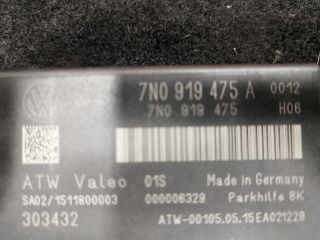 7N0 919 475 A 0012
7N0 919 475 H06
ATW Valeo 01S Made in Germany
SA02/1511800003 000006329 Parkhilfe 8K
303432 ATW-00105.05.15EA021229